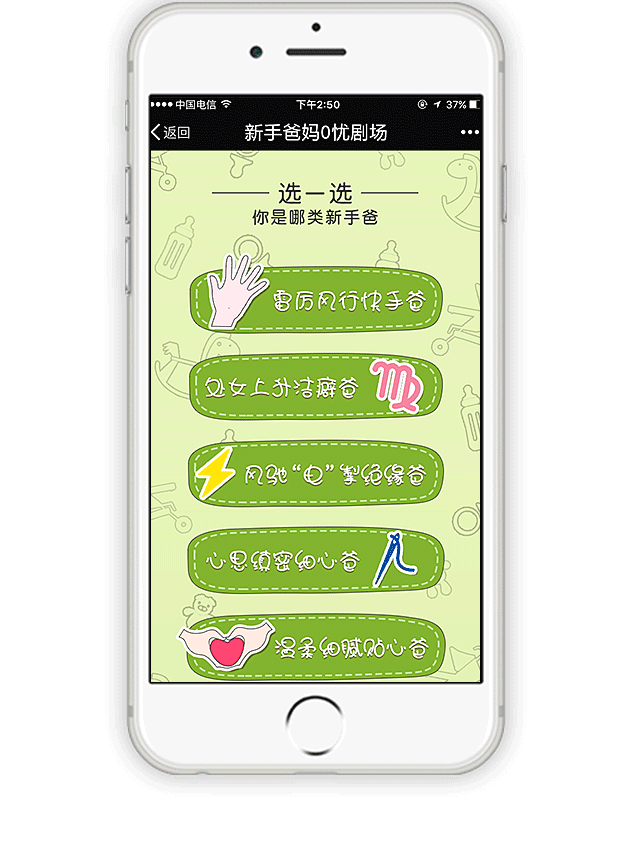 中国电信 下午2:50 37%
返回 新手爸妈0忧剧场
选一选
你是哪类新手爸
雷厉风行快手爸
处女上升洁癖爸
风驰“电”掣绝缘爸
心思缜密细心爸
温柔细腻贴心爸